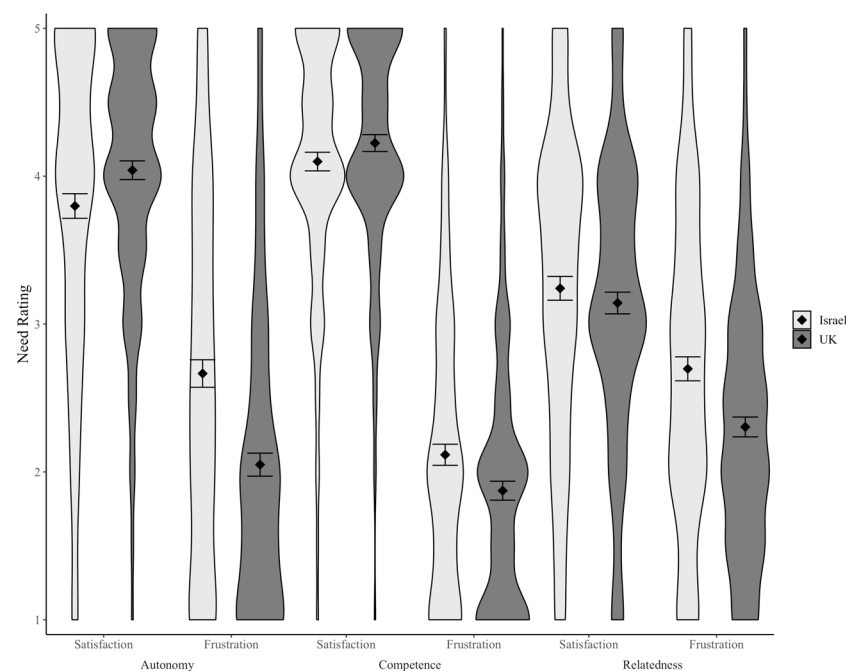 Need Rating
5
4
3
2
1
Israel
UK
Satisfaction Frustration Satisfaction Frustration Satisfaction Frustration
Autonomy Competence Relatedness